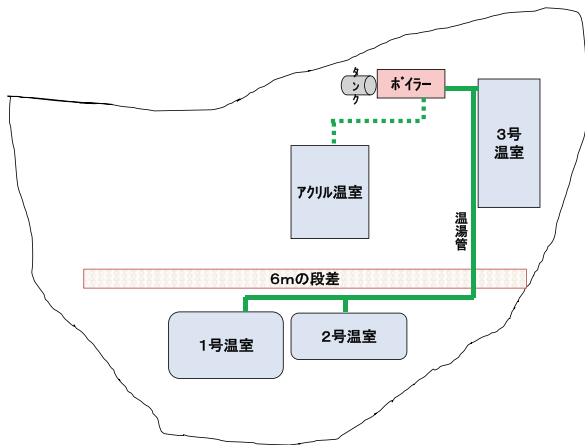 タンク
ﾎﾞｲﾗｰ
3号
温室
アクリル温室
温湯管
6mの段差
1号温室
2号温室